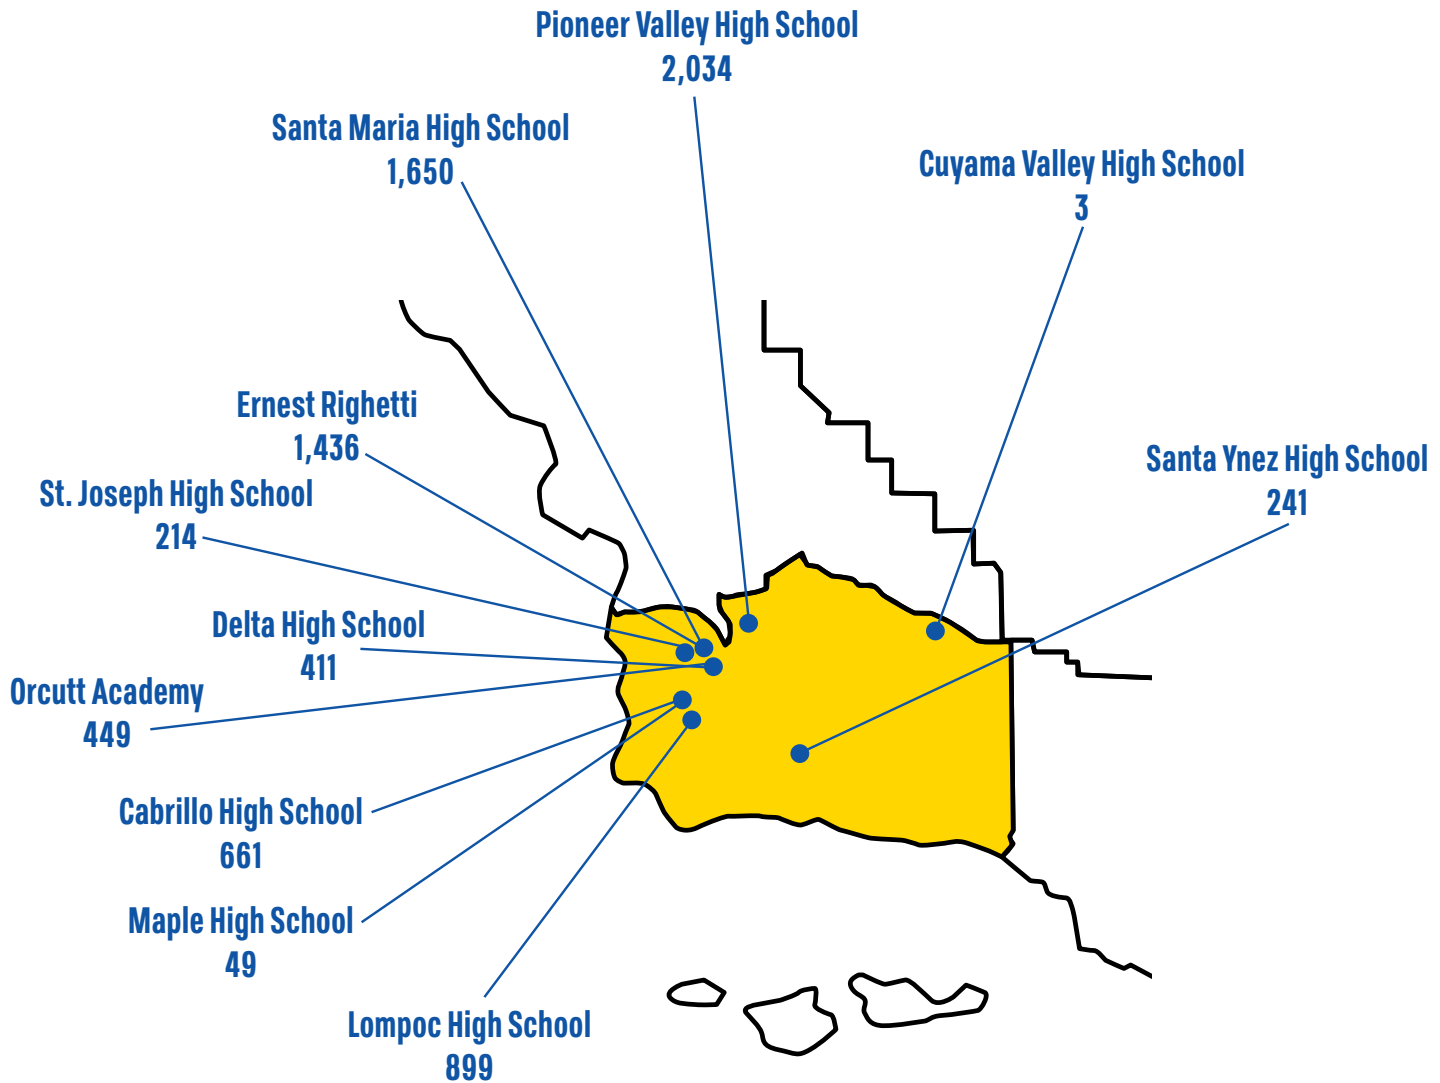 Pioneer Valley High School
2,034
Santa Maria High School
1,650
Cuyama Valley High School
3
Ernest Righetti
1,436
Santa Ynez High School
241
St. Joseph High School
214
Delta High School
411
Orcutt Academy
449
Cabrillo High School
661
Maple High School
49
Lompoc High School
899